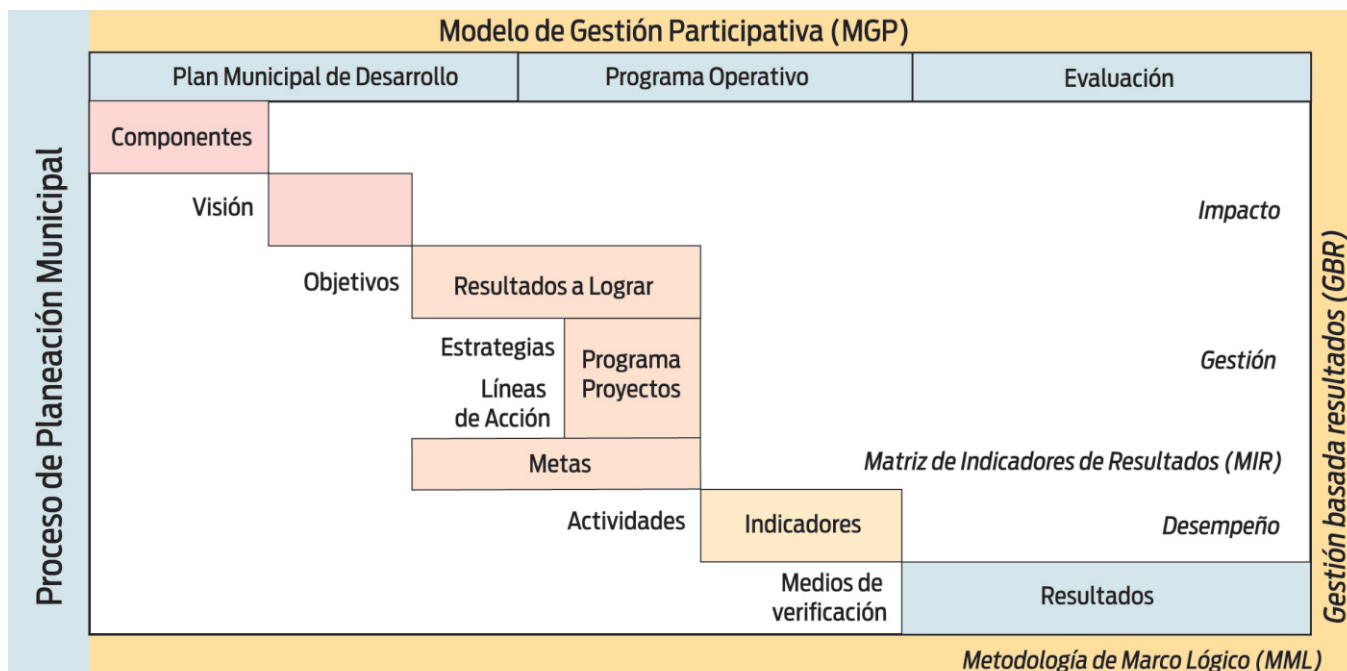 Modelo de Gestión Participativa (MGP)
Plan Municipal de Desarrollo
Programa Operativo
Evaluación
Proceso de Planeación Municipal
Componentes
Visión
Impacto
Objetivos
Resultados a Lograr
Estrategias
Líneas
de Acción
Programa
Proyectos
Gestión
Metas
Matriz de Indicadores de Resultados (MIR)
Actividades
Indicadores
Desempeño
Medios de
verificación
Resultados
Gestión basada resultados (GBR)
Metodología de Marco Lógico (MML)